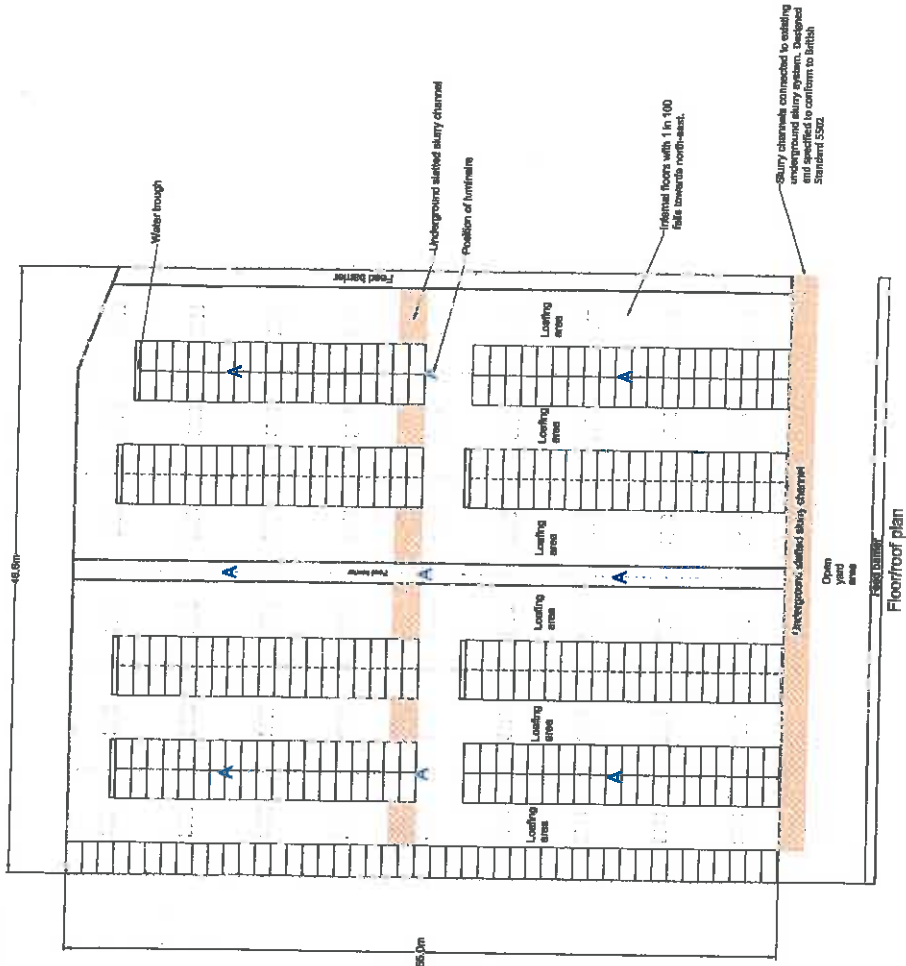 48.8m
Water trough
Feed barrier
A
A
Underground slatted slurry channel
Position of luminaire
A
Loafing
area
Internal floors with 1 in 100
falls towards north-east.
A
Slurry channels connected to existing
underground slurry system. Designed
and specified to conform to British
Standard 5502
Loafing
area
Loafing
area
A
Feed barrier
A
A
Loafing
area
Underground slatted slurry channel
Open
yard
area
Feed barrier
Floor/roof plan
A
A
A
Loafing
area
Loafing
area
55.0m